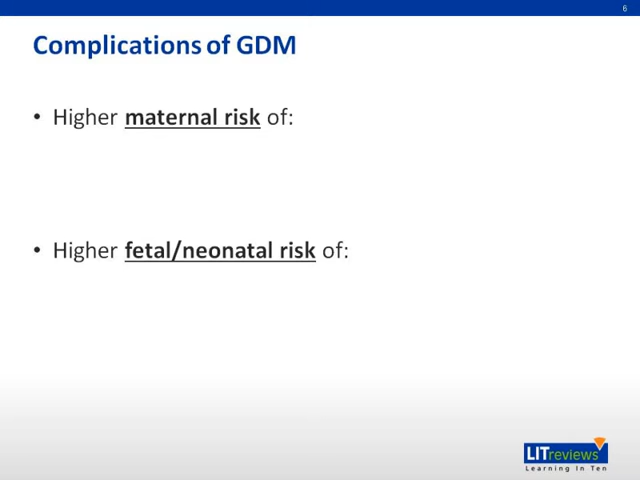 6
Complications of GDM
• Higher maternal risk of:
• Higher fetal/neonatal risk of:
LITreviews
Learning In Ten